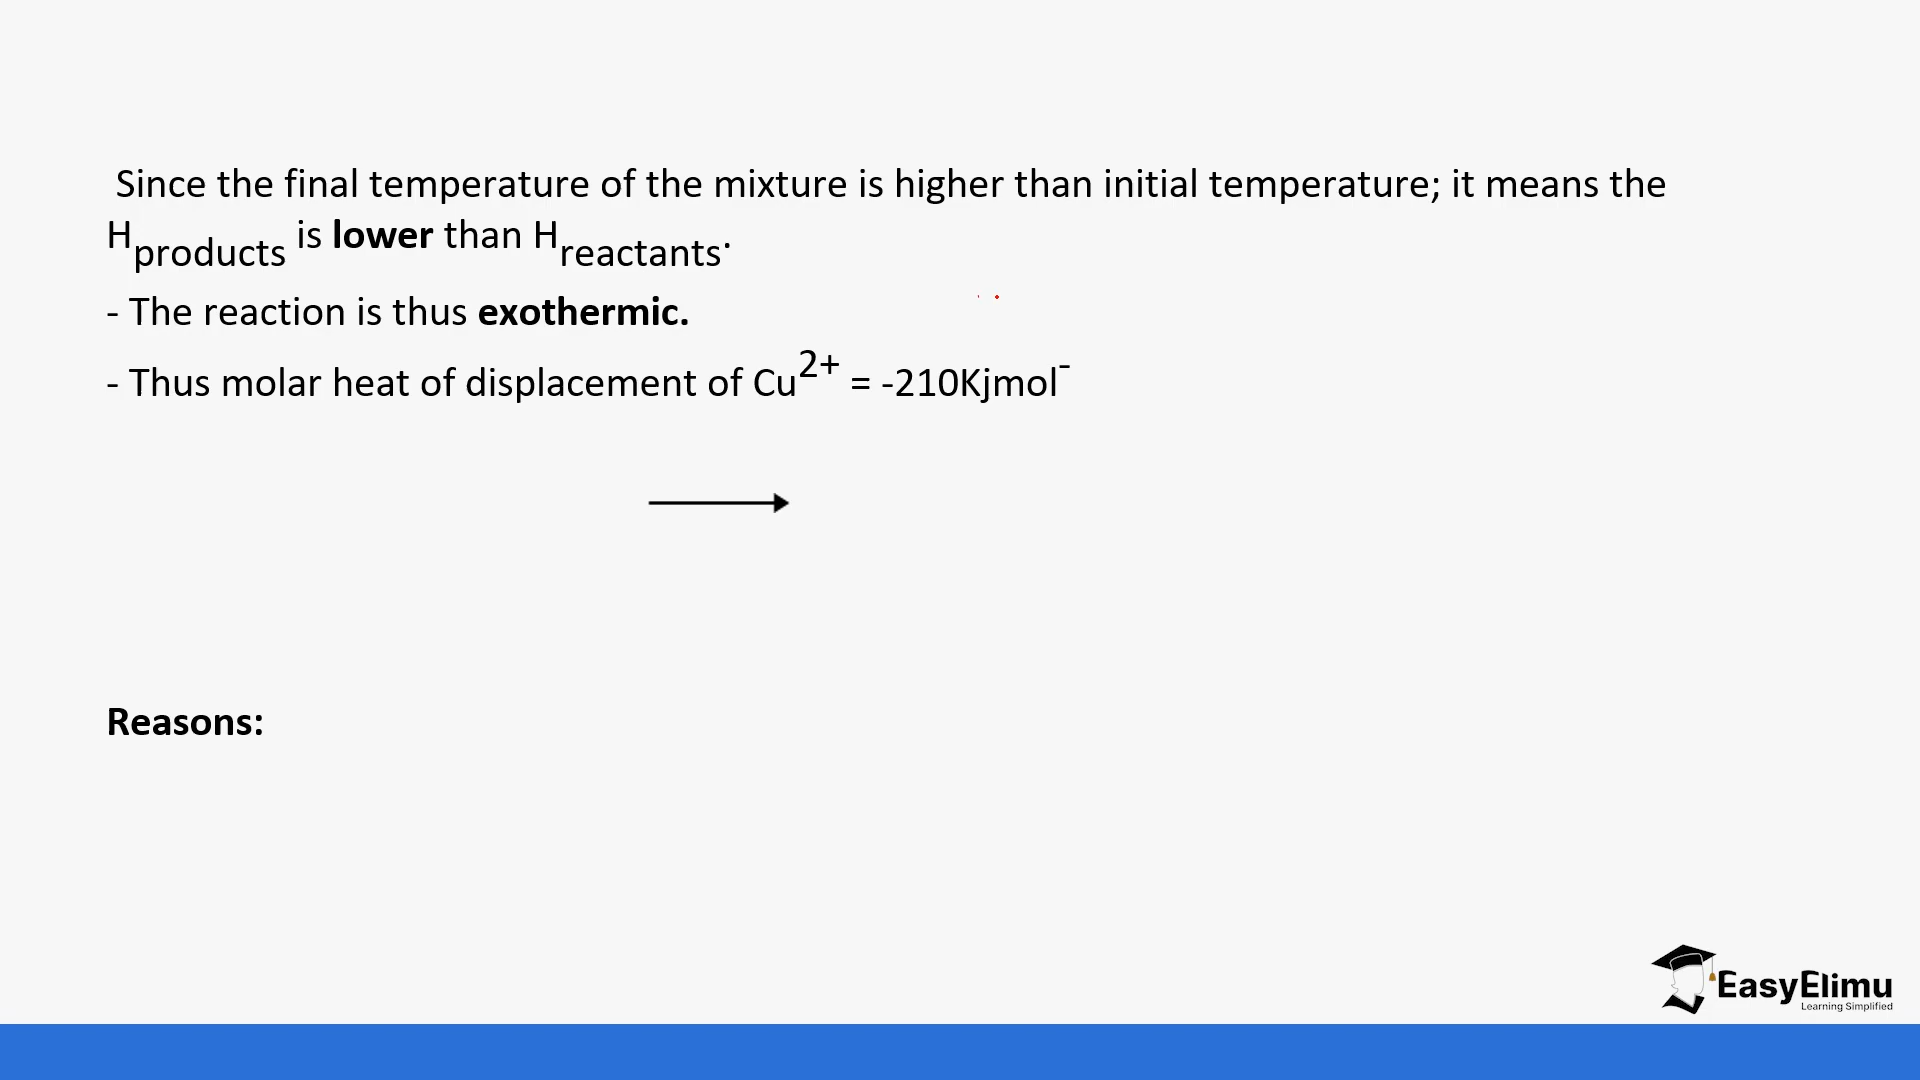 Since the final temperature of the mixture is higher than initial temperature; it means the
Hproducts is lower than Hreactants.
- The reaction is thus exothermic.
- Thus molar heat of displacement of Cu2+ = -210Kjmol-
Reasons:
EasyElimu
Learning Simplified